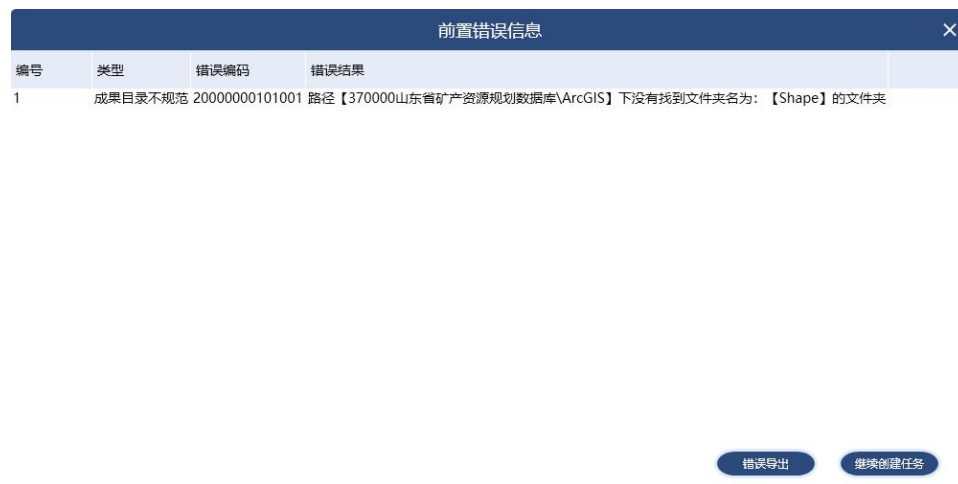 前置错误信息
编号 类型 错误编码 错误结果
1 成果目录不规范 20000000101001 路径【370000山东省矿产资源规划数据库\ArcGIS】下没有找到文件夹名为：【Shape】的文件夹
错误导出 继续创建任务